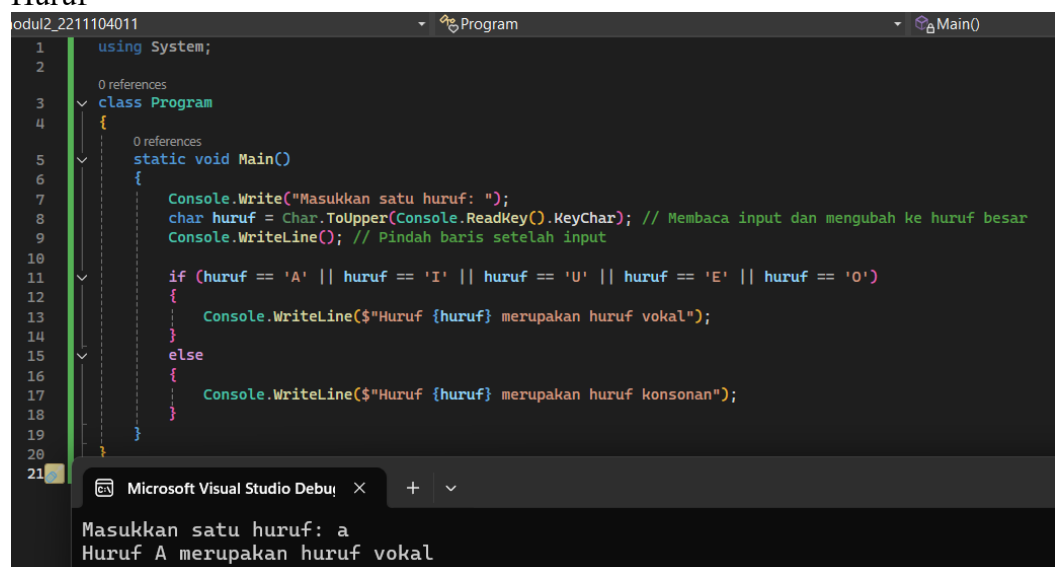 Huruf
modul2_2211104011 Program Main()
1 using System;
2
0 references
3 class Program
4 {
0 references
5 static void Main()
6 {
7 Console.Write("Masukkan satu huruf: ");
8 char huruf = Char.ToUpper(Console.ReadKey().KeyChar); // Membaca input dan mengubah ke huruf besar
9 Console.WriteLine(); // Pindah baris setelah input
10
11 if (huruf == 'A' || huruf == 'I' || huruf == 'U' || huruf == 'E' || huruf == 'O')
12 {
13 Console.WriteLine($"Huruf {huruf} merupakan huruf vokal");
14 }
15 else
16 {
17 Console.WriteLine($"Huruf {huruf} merupakan huruf konsonan");
18 }
19 }
20 }
21
Microsoft Visual Studio Debu
Masukkan satu huruf: a
Huruf A merupakan huruf vokal